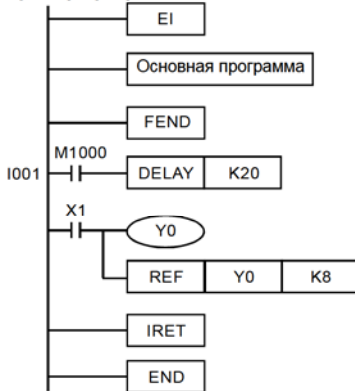 EI
Основная программа
FEND
M1000
I001 DELAY K20
X1
Y0
REF Y0 K8
IRET
END